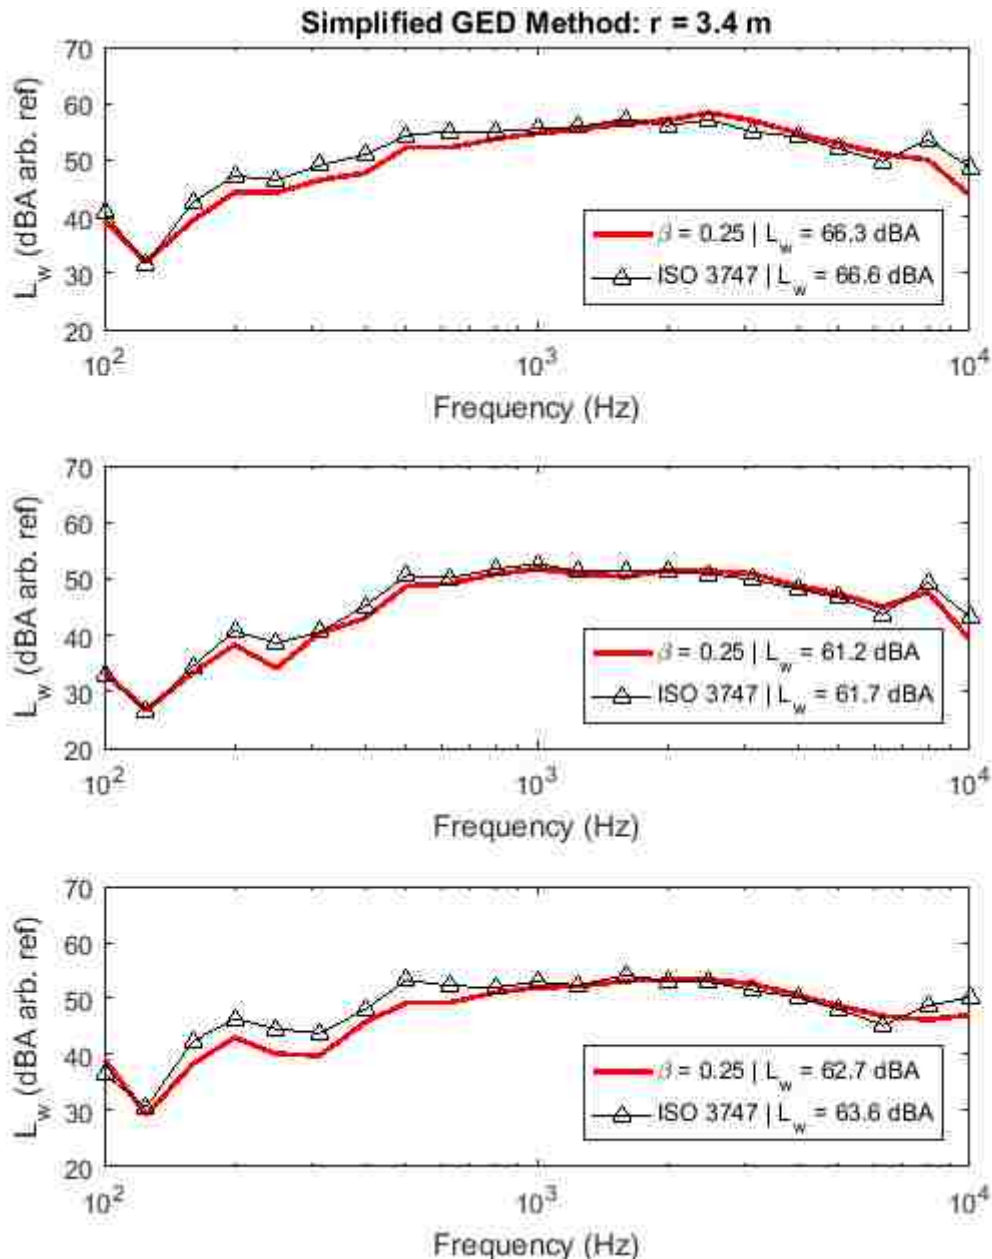 Simplified GED Method: r = 3.4 m
70
60
50
40
30
20
L_w (dBA arb. ref)
β = 0.25 | L_w = 66.3 dBA
ISO 3747 | L_w = 66.6 dBA
10^2
10^3
10^4
Frequency (Hz)
70
60
50
40
30
20
L_w (dBA arb. ref)
β = 0.25 | L_w = 61.2 dBA
ISO 3747 | L_w = 61.7 dBA
10^2
10^3
10^4
Frequency (Hz)
70
60
50
40
30
20
L_w (dBA arb. ref)
β = 0.25 | L_w = 62.7 dBA
ISO 3747 | L_w = 63.6 dBA
10^2
10^3
10^4
Frequency (Hz)